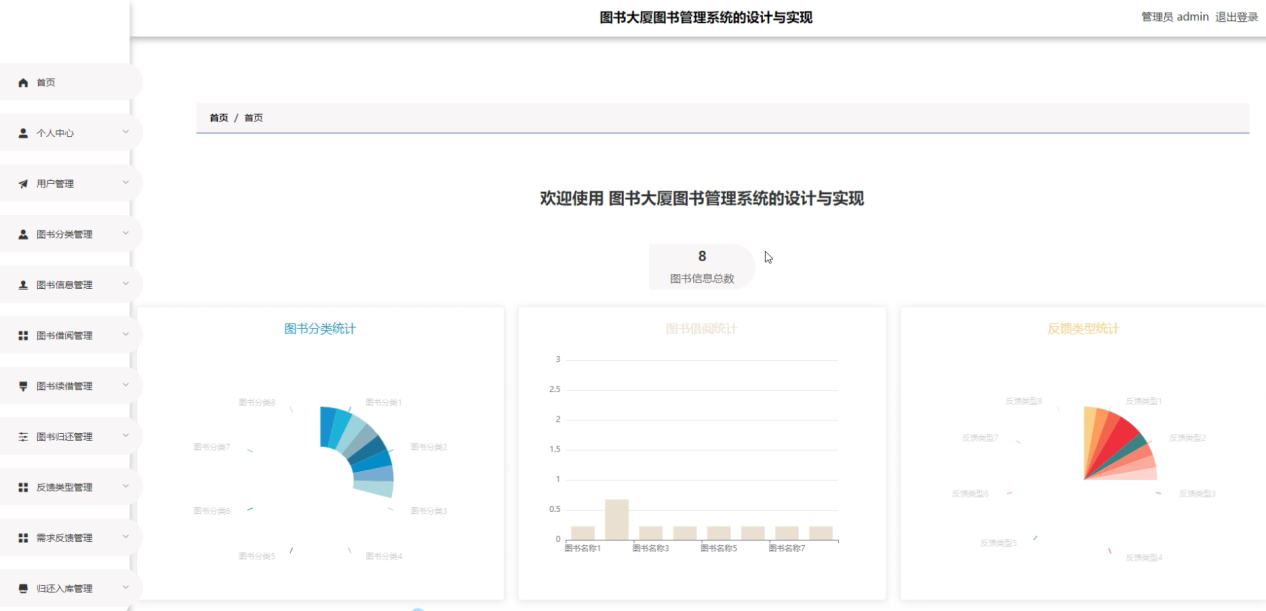 图书大厦图书管理系统的设计与实现
管理员 admin 退出登录
首页
个人中心
用户管理
图书分类管理
图书信息管理
图书借阅管理
图书续借管理
图书归还管理
反馈类型管理
需求反馈管理
归还入库管理
首页 / 首页
欢迎使用 图书大厦图书管理系统的设计与实现
8
图书信息总数
图书分类统计
图书分类8
图书分类1
图书分类7
图书分类2
图书分类6
图书分类3
图书分类5
图书分类4
图书借阅统计
3
2.5
2
1.5
1
0.5
0
图书名称1 图书名称3 图书名称5 图书名称7
反馈类型统计
反馈类型8
反馈类型1
反馈类型7
反馈类型2
反馈类型6
反馈类型3
反馈类型5
反馈类型4